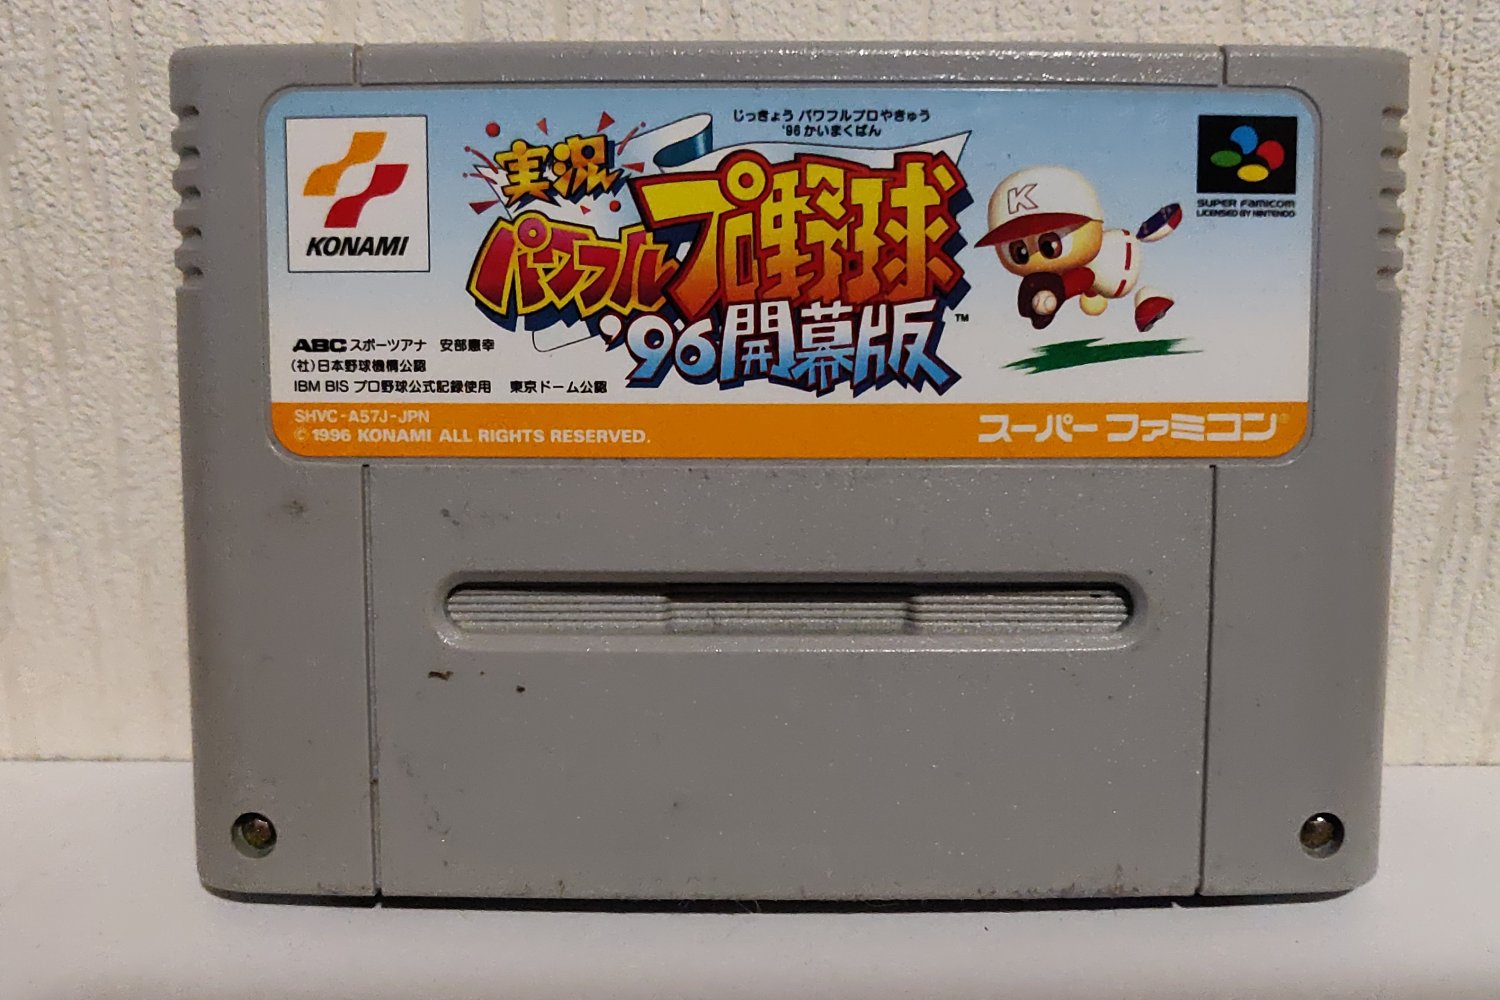 じっきょう パワフルプロやきゅう
'96 かいまくばん
実況
パワフル
プロ野球
'96開幕版™
KONAMI
K
SUPER FAMICOM
LICENSED BY NINTENDO
ABC スポーツアナ 安部憲幸
(社)日本野球機構公認
IBM BIS プロ野球公式記録使用 東京ドーム公認
SHVC-A57J-JPN
© 1996 KONAMI ALL RIGHTS RESERVED.
スーパーファミコン®